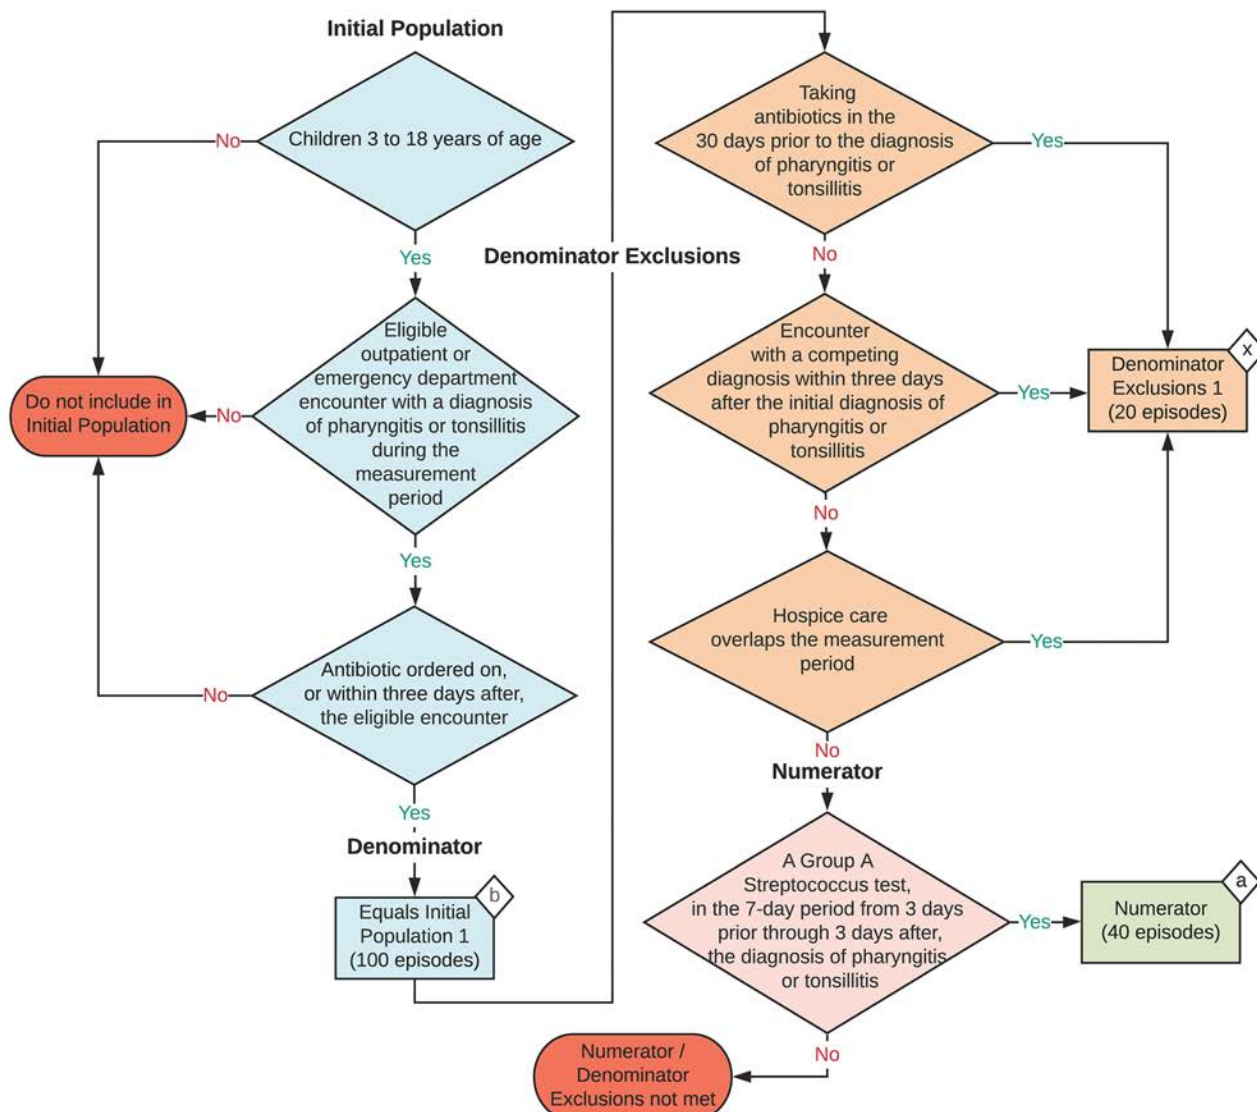 Initial Population
Children 3 to 18 years of age
No
Yes
Eligible
outpatient or
emergency department
encounter with a diagnosis
of pharyngitis or tonsillitis
during the
measurement
period
No
Do not include in
Initial Population
Yes
Antibiotic ordered on,
or within three days after,
the eligible encounter
No
Yes
Denominator
b
Equals Initial
Population 1
(100 episodes)
Denominator Exclusions
Taking
antibiotics in the
30 days prior to the diagnosis
of pharyngitis or
tonsillitis
Yes
No
Encounter
with a competing
diagnosis within three days
after the initial diagnosis of
pharyngitis or
tonsillitis
Yes
x
Denominator
Exclusions 1
(20 episodes)
No
Hospice care
overlaps the measurement
period
Yes
No
Numerator
A Group A
Streptococcus test,
in the 7-day period from 3 days
prior through 3 days after,
the diagnosis of pharyngitis
or tonsillitis
Yes
a
Numerator
(40 episodes)
No
Numerator /
Denominator
Exclusions not met